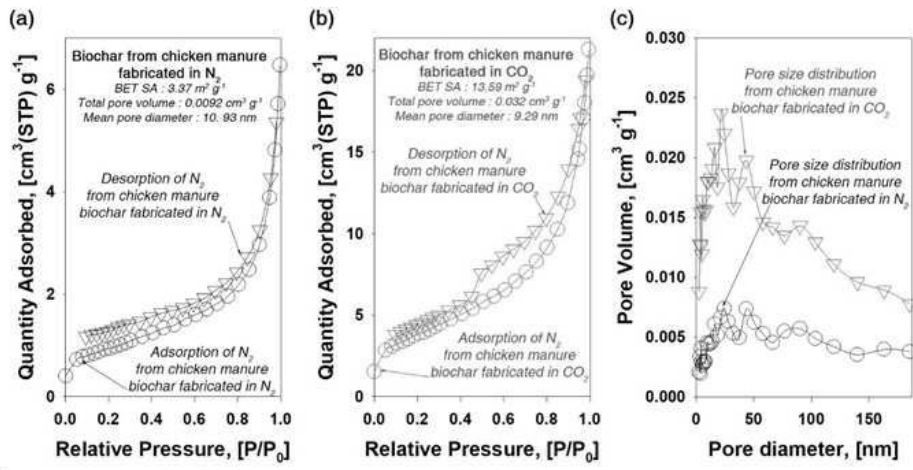 (a)
Biochar from chicken manure
fabricated in N₂
BET SA : 3.37 m² g⁻¹
Total pore volume : 0.0092 cm³ g⁻¹
Mean pore diameter : 10. 93 nm
Desorption of N₂
from chicken manure
biochar fabricated in N₂
Adsorption of N₂
from chicken manure
biochar fabricated in N₂
Quantity Adsorbed, [cm³(STP) g⁻¹]
6
4
2
0
0.0 0.2 0.4 0.6 0.8 1.0
Relative Pressure, [P/P₀]
(b)
Biochar from chicken manure
fabricated in CO₂
BET SA : 13.59 m² g⁻¹
Total pore volume : 0.032 cm³ g⁻¹
Mean pore diameter : 9.29 nm
Desorption of N₂
from chicken manure
biochar fabricated in CO₂
Adsorption of N₂
from chicken manure
biochar fabricated in CO₂
Quantity Adsorbed, [cm³(STP) g⁻¹]
20
15
10
5
0
0.0 0.2 0.4 0.6 0.8 1.0
Relative Pressure, [P/P₀]
(c)
Pore size distribution
from chicken manure
biochar fabricated in CO₂
Pore size distribution
from chicken manure
biochar fabricated in N₂
Pore Volume, [cm³ g⁻¹]
0.030
0.025
0.020
0.015
0.010
0.005
0.000
0 50 100 150
Pore diameter, [nm]